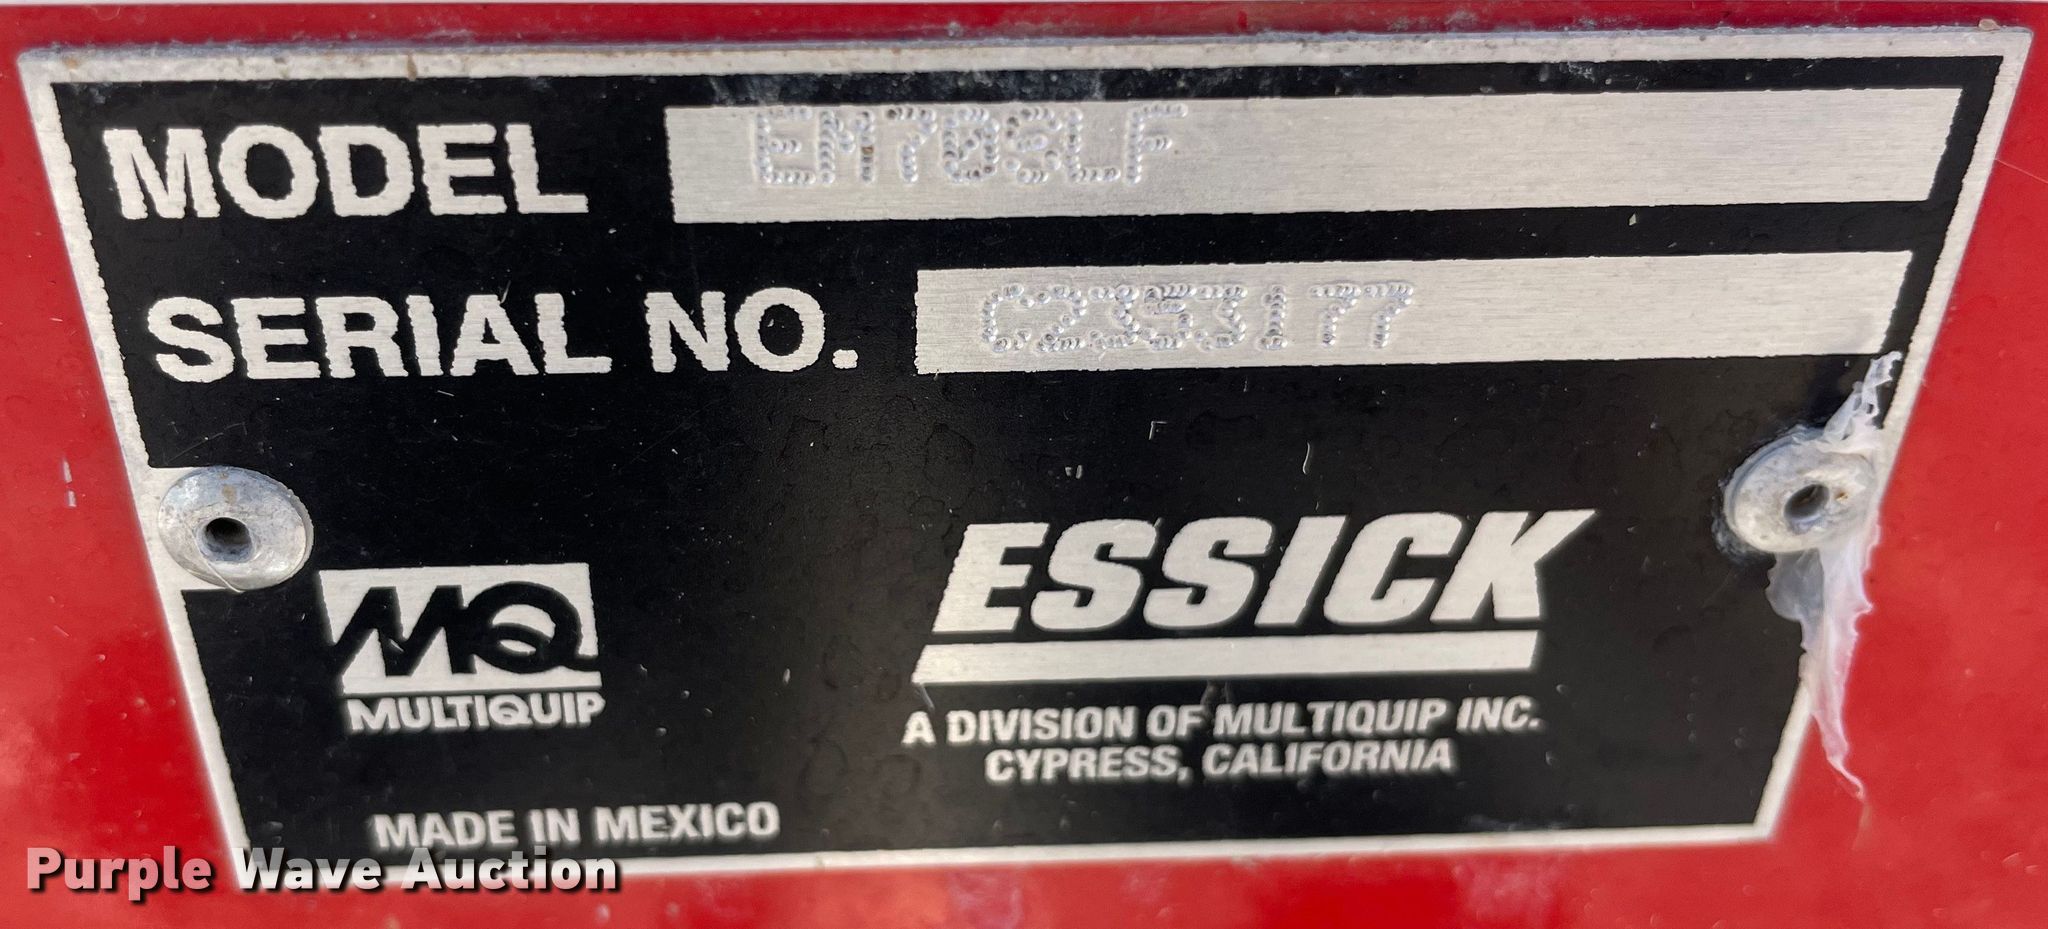 MODEL EM70SLF
SERIAL NO. C2353177
MQ
MULTIQUIP
ESSICK
A DIVISION OF MULTIQUIP INC.
CYPRESS, CALIFORNIA
MADE IN MEXICO
Purple Wave Auction